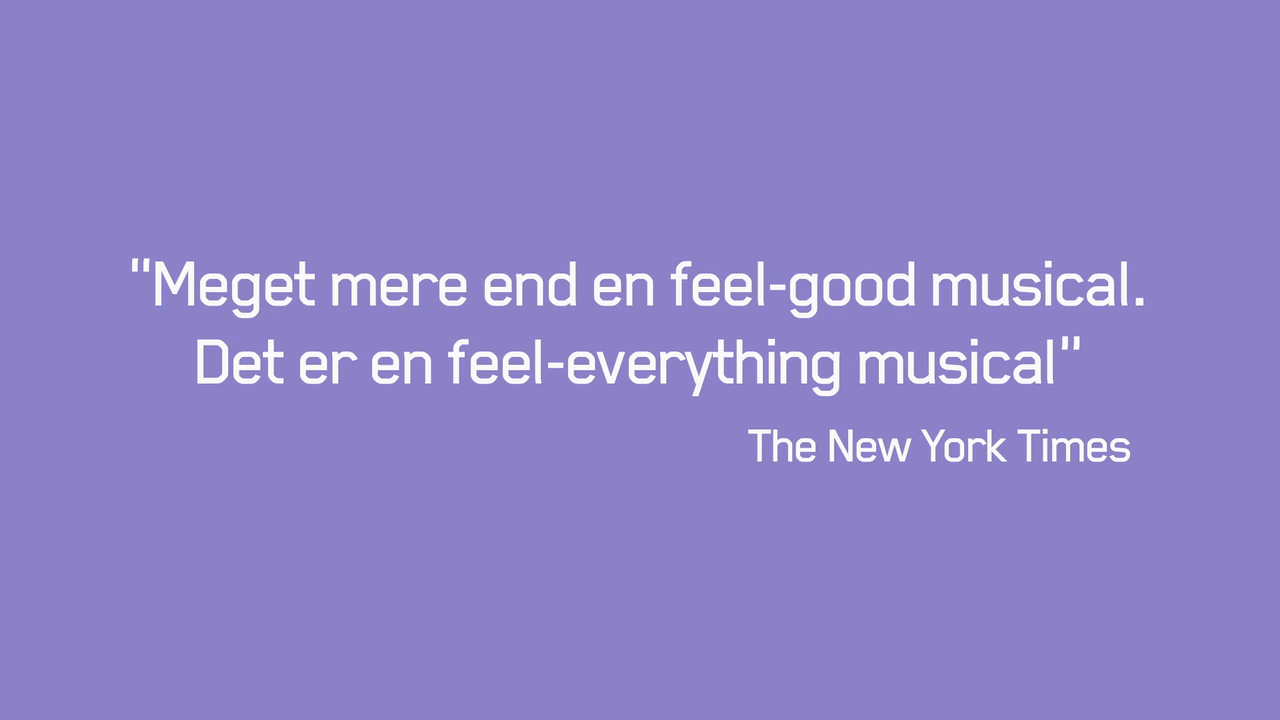 "Meget mere end en feel-good musical.
Det er en feel-everything musical"
The New York Times